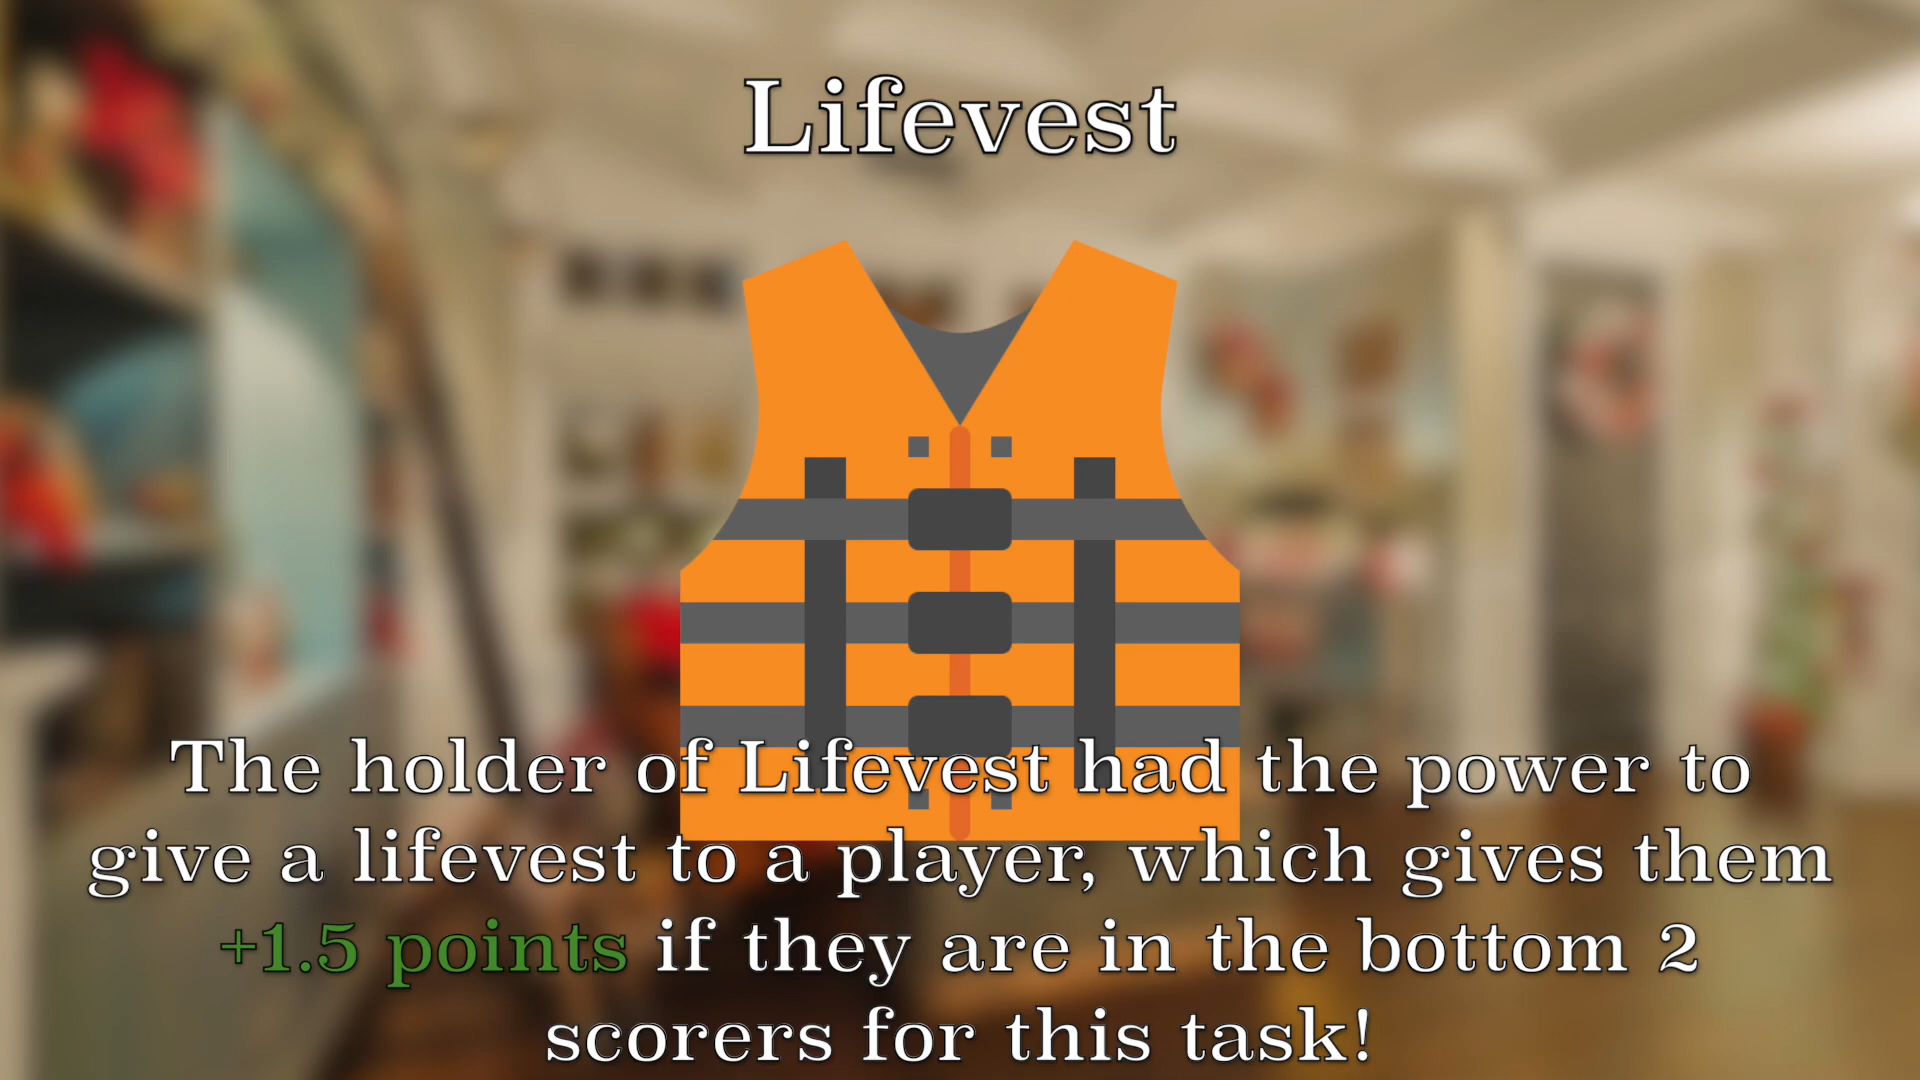 Lifevest
The holder of Lifevest had the power to
give a lifevest to a player, which gives them
+1.5 points if they are in the bottom 2
scorers for this task!